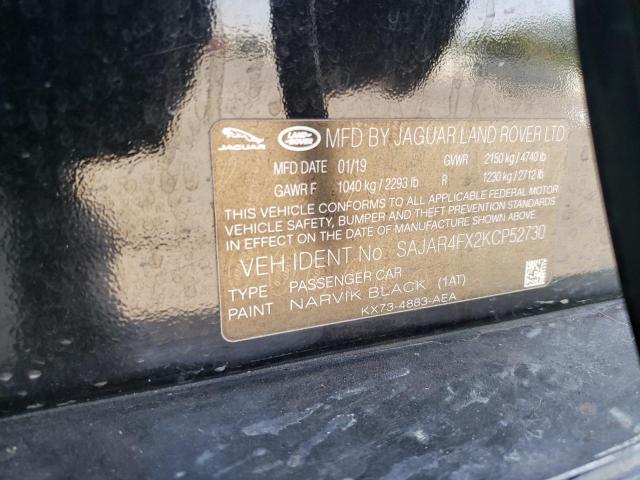 JAGUAR LAND-ROVER MFD BY JAGUAR LAND ROVER LTD
MFD DATE 01/19 GVWR 2150 kg / 4740 lb
GAWR F 1040 kg / 2293 lb R 1230 kg / 2712 lb
THIS VEHICLE CONFORMS TO ALL APPLICABLE FEDERAL MOTOR
VEHICLE SAFETY, BUMPER AND THEFT PREVENTION STANDARDS
IN EFFECT ON THE DATE OF MANUFACTURE SHOWN ABOVE.
VEH IDENT No SAJAR4FX2KCP52730
TYPE PASSENGER CAR
PAINT NARVIK BLACK (1AT)
KX73-4883-AEA